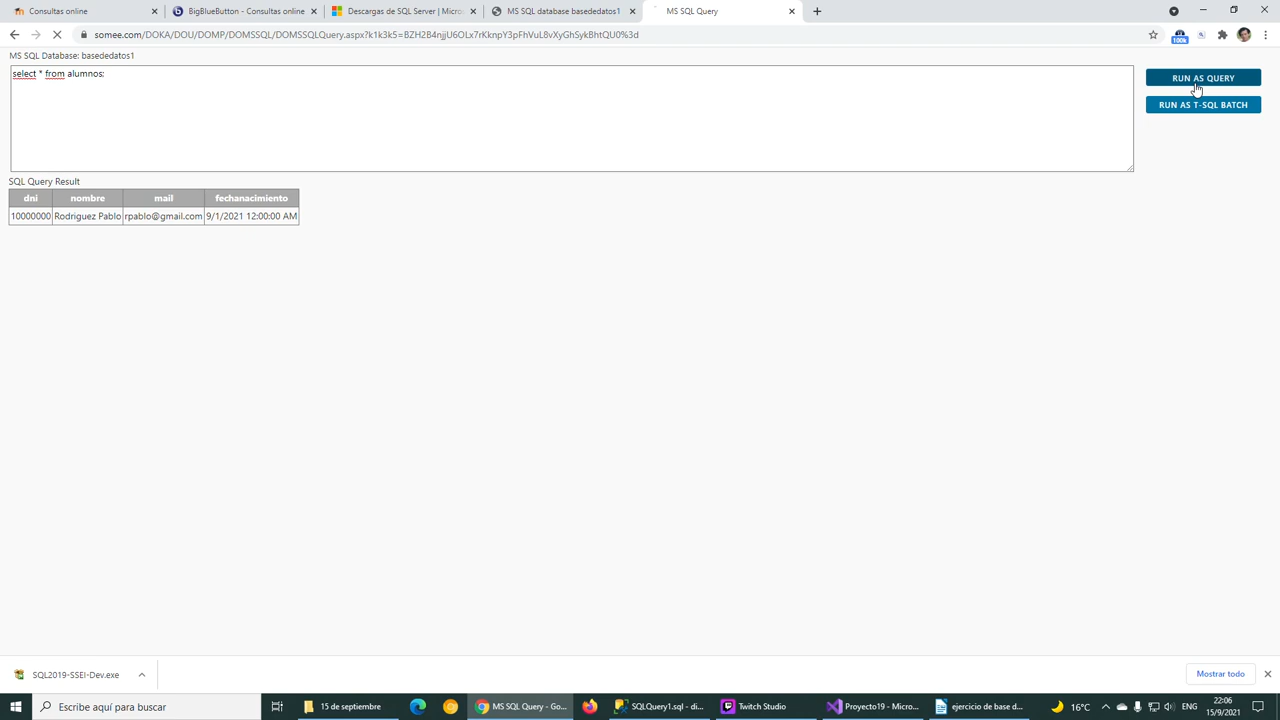 Consultas online
BigBlueButton - Consultas online
Descargas de SQL Server | Micros
MS SQL database basededatos1
MS SQL Query
somee.com/DOKA/DOU/DOMP/DOMSSQL/DOMSSQLQuery.aspx?k1k3k5=BZH2B4njjU6OLx7rKknpY3pFhVuL8vXyGhSykBhtQU0%3d
100k
MS SQL Database: basededatos1
select * from alumnos;
RUN AS QUERY
RUN AS T-SQL BATCH
SQL Query Result
dni nombre mail fechanacimiento
10000000 Rodriguez Pablo rpablo@gmail.com 9/1/2021 12:00:00 AM
SQL2019-SSEI-Dev.exe
Mostrar todo
Escribe aquí para buscar
15 de septiembre
MS SQL Query - Go...
SQLQuery1.sql - di...
Twitch Studio
Proyecto19 - Micro...
ejercicio de base d...
16°C
ENG
22:06
15/9/2021